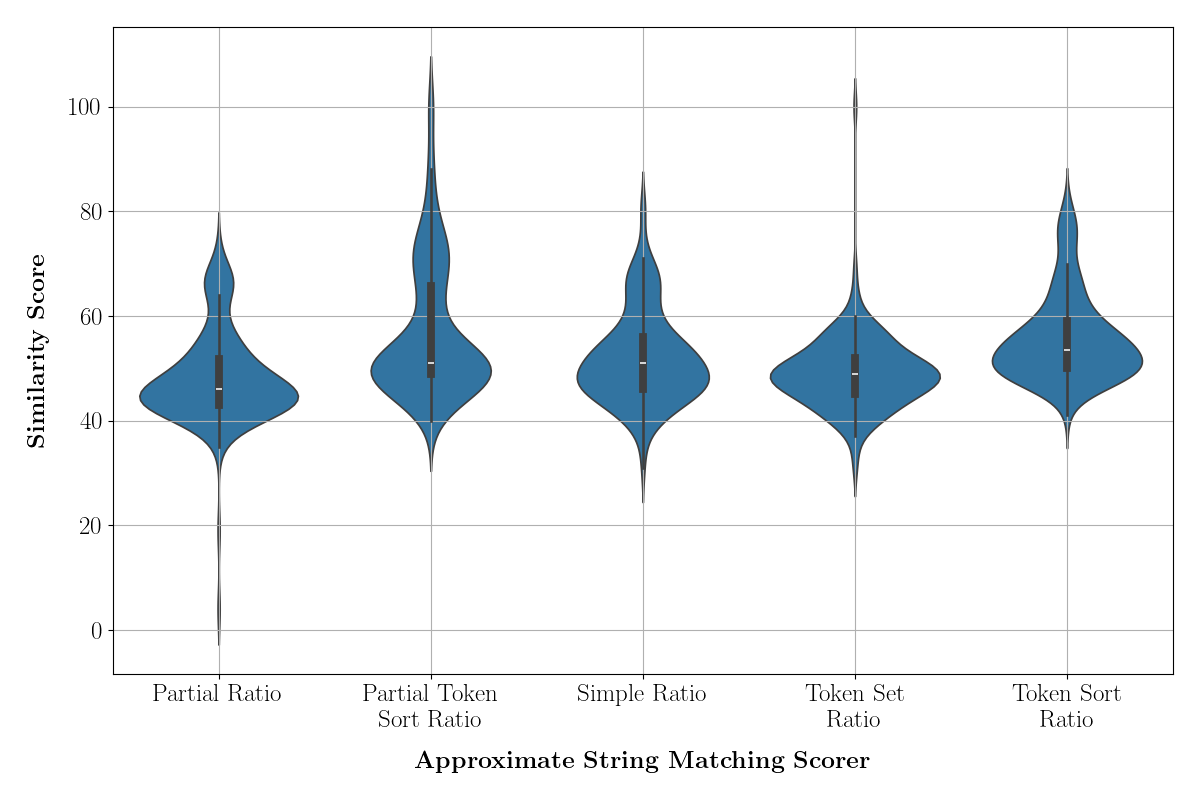 Similarity Score
100
80
60
40
20
0
Partial Ratio
Partial Token
Sort Ratio
Simple Ratio
Token Set
Ratio
Token Sort
Ratio
Approximate String Matching Scorer